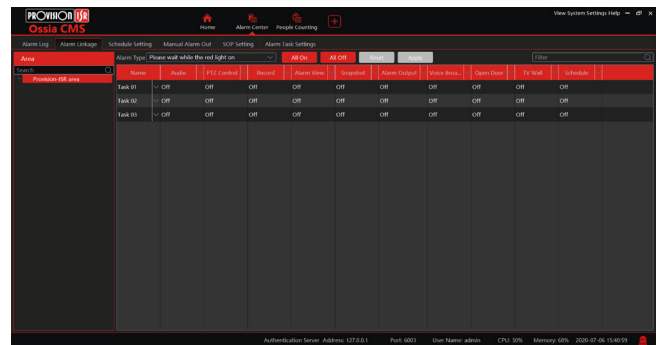 PROVISION ISR
Ossia CMS
Home
Alarm Center
People Counting
View System Settings Help
Alarm Log
Alarm Linkage
Schedule Setting
Manual Alarm Out
SOP Setting
Alarm Task Settings
Area
Alarm Type Please wait while the red light on
All On
All Off
Reset
Apply
Filter
Search
Provision-ISR area
Name Audio PTZ Control Record Alarm View Snapshot Alarm Output Voice Broa... Open Door TV Wall Schedule
Task 01 Off Off Off Off Off Off Off Off Off Off
Task 02 Off Off Off Off Off Off Off Off Off Off
Task 03 Off Off Off Off Off Off Off Off Off Off
Authentication Server Address: 127.0.0.1 Port: 6003 User Name: admin CPU: 30% Memory: 68% 2020-07-06 15:40:59